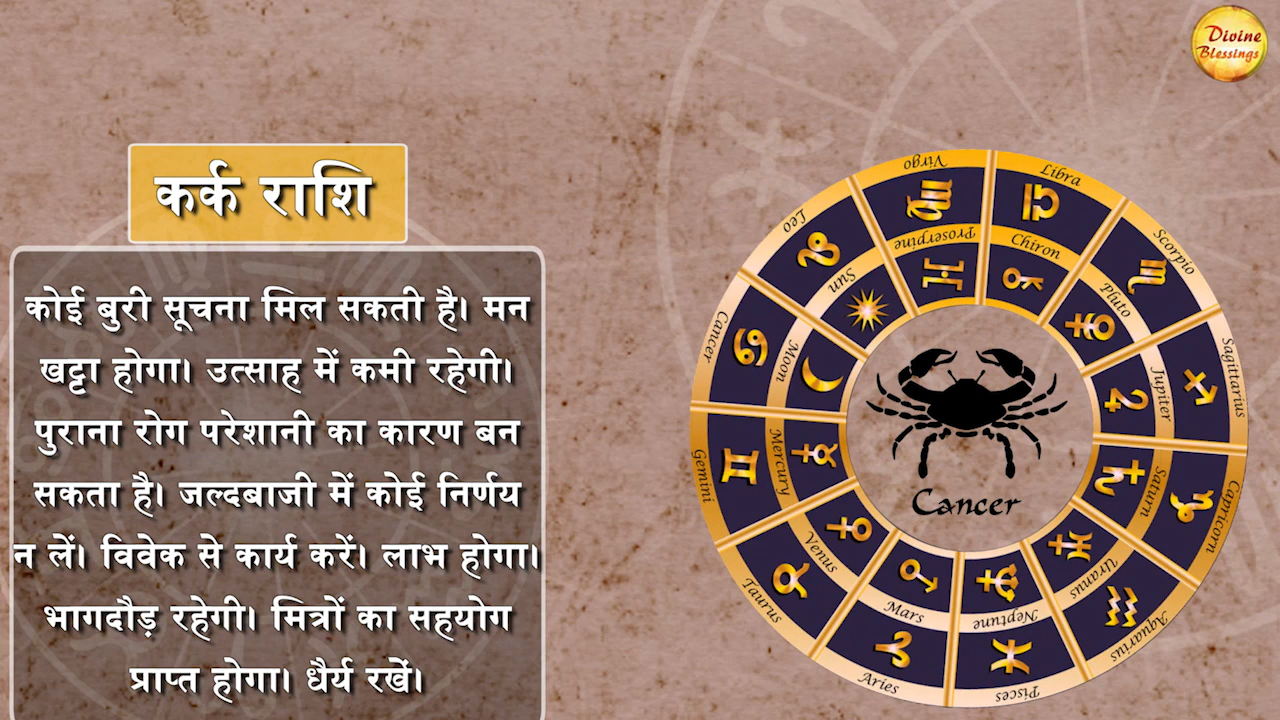 Divine
Blessings
कर्क राशि
कोई बुरी सूचना मिल सकती है। मन
खट्टा होगा। उत्साह में कमी रहेगी।
पुराना रोग परेशानी का कारण बन
सकता है। जल्दबाजी में कोई निर्णय
न लें। विवेक से कार्य करें। लाभ होगा।
भागदौड़ रहेगी। मित्रों का सहयोग
प्राप्त होगा। धैर्य रखें।
Virgo
Libra
Scorpio
Sagittarius
Capricorn
Aquarius
Pisces
Aries
Taurus
Gemini
Cancer
Leo
Proserpine
Chiron
Pluto
Jupiter
Saturn
Uranus
Neptune
Mars
Venus
Mercury
Moon
Sun
Cancer